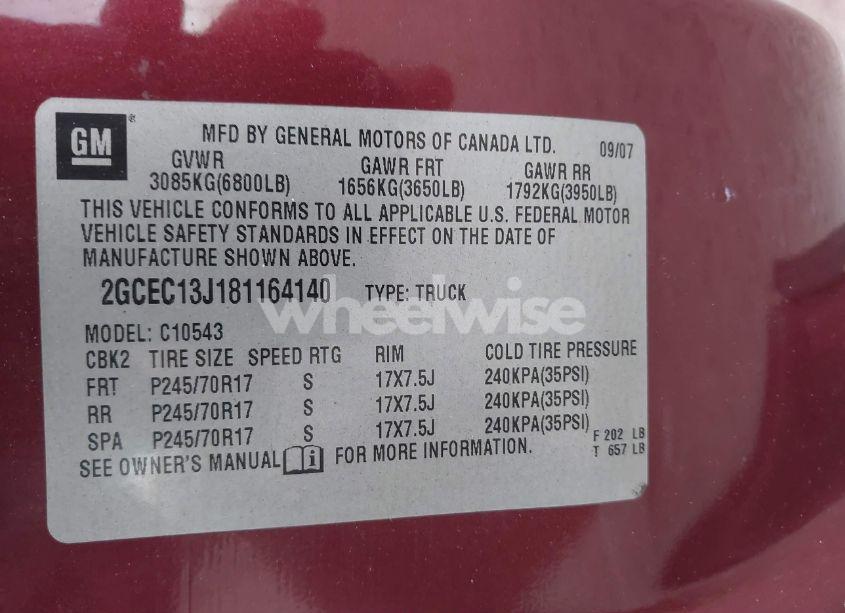 GM ® MFD BY GENERAL MOTORS OF CANADA LTD. 09/07
GVWR GAWR FRT GAWR RR
3085KG(6800LB) 1656KG(3650LB) 1792KG(3950LB)
THIS VEHICLE CONFORMS TO ALL APPLICABLE U.S. FEDERAL MOTOR
VEHICLE SAFETY STANDARDS IN EFFECT ON THE DATE OF
MANUFACTURE SHOWN ABOVE.
2GCEC13J181164140 TYPE: TRUCK
wheelwise
MODEL: C10543
CBK2 TIRE SIZE SPEED RTG RIM COLD TIRE PRESSURE
FRT P245/70R17 S 17X7.5J 240KPA(35PSI)
RR P245/70R17 S 17X7.5J 240KPA(35PSI)
SPA P245/70R17 S 17X7.5J 240KPA(35PSI)
F 202 LB
T 657 LB
SEE OWNER'S MANUAL i FOR MORE INFORMATION.